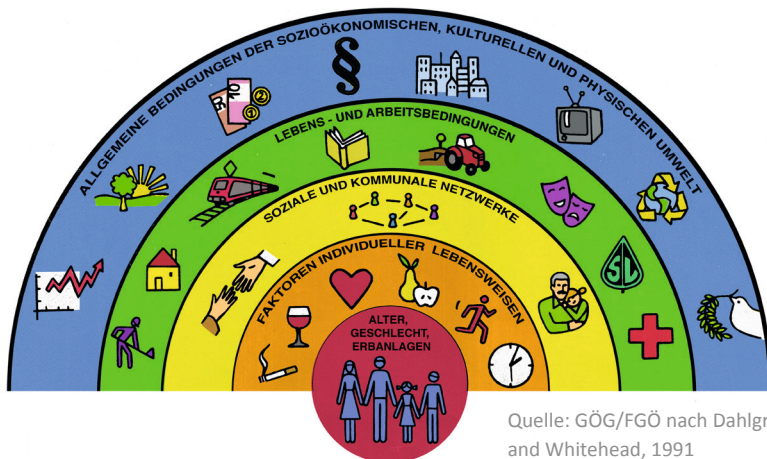 ALLGEMEINE BEDINGUNGEN DER SOZIOÖKONOMISCHEN, KULTURELLEN UND PHYSISCHEN UMWELT
LEBENS - UND ARBEITSBEDINGUNGEN
SOZIALE UND KOMMUNALE NETZWERKE
FAKTOREN INDIVIDUELLER LEBENSWEISEN
ALTER,
GESCHLECHT,
ERBANLAGEN
Quelle: GÖG/FGÖ nach Dahlgr
and Whitehead, 1991